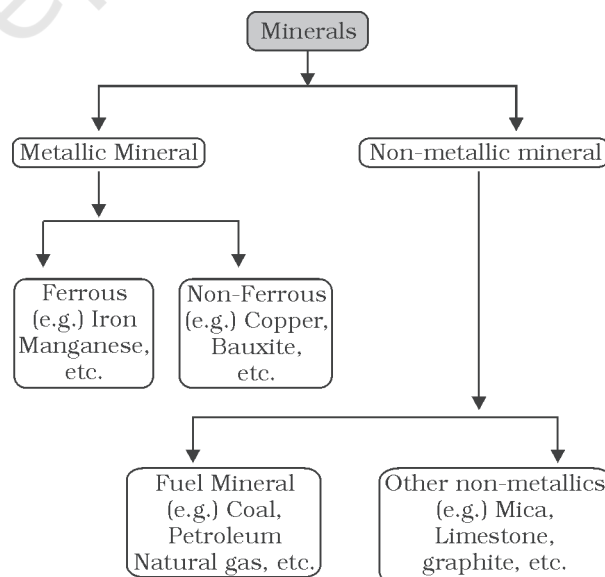 Minerals
Metallic Mineral
Non-metallic mineral
Ferrous
(e.g.) Iron
Manganese,
etc.
Non-Ferrous
(e.g.) Copper,
Bauxite,
etc.
Fuel Mineral
(e.g.) Coal,
Petroleum
Natural gas, etc.
Other non-metallics
(e.g.) Mica,
Limestone,
graphite, etc.